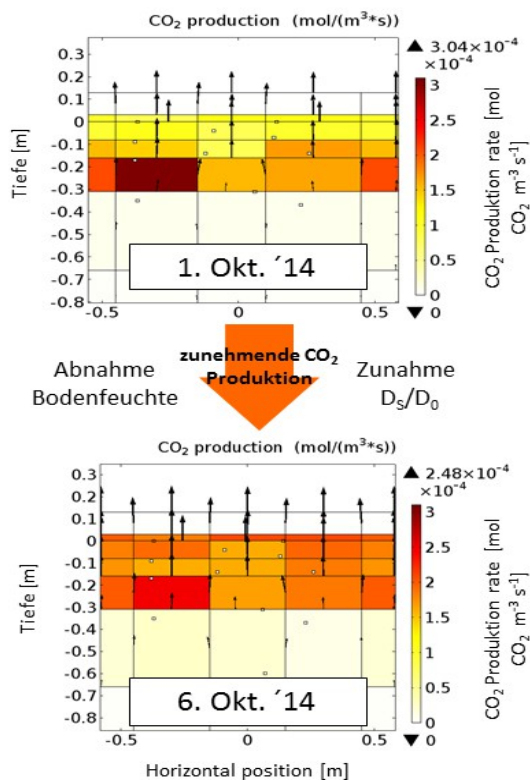 CO₂ production (mol/(m³*s))
▲ 3.04×10⁻⁴
×10⁻⁴
0.3
0.2
0.1
0
-0.1
-0.2
-0.3
-0.4
-0.5
-0.6
-0.7
-0.8
Tiefe [m]
-0.5
0
0.5
3
2.5
2
1.5
1
0.5
0
▼ 0
CO₂ Produktion rate [mol
CO₂ m⁻³ s⁻¹]
1. Okt. ´14
Abnahme
Bodenfeuchte
zunehmende CO₂
Produktion
Zunahme
D_S/D_0
CO₂ production (mol/(m³*s))
▲ 2.48×10⁻⁴
×10⁻⁴
0.3
0.2
0.1
0
-0.1
-0.2
-0.3
-0.4
-0.5
-0.6
-0.7
-0.8
Tiefe [m]
-0.5
0
0.5
3
2.5
2
1.5
1
0.5
0
▼ 0
CO₂ Produktion rate [mol
CO₂ m⁻³ s⁻¹]
6. Okt. ´14
Horizontal position [m]